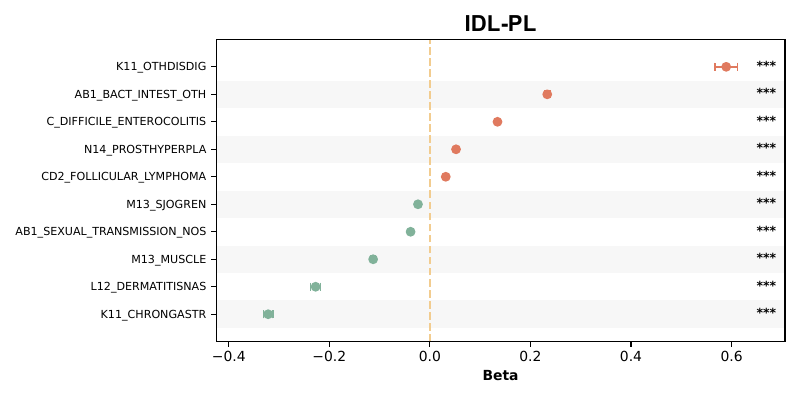 IDL-PL
K11_OTHDISDIG ***
AB1_BACT_INTEST_OTH ***
C_DIFFICILE_ENTEROCOLITIS ***
N14_PROSTHYPERPLA ***
CD2_FOLLICULAR_LYMPHOMA ***
M13_SJOGREN ***
AB1_SEXUAL_TRANSMISSION_NOS ***
M13_MUSCLE ***
L12_DERMATITISNAS ***
K11_CHRONGASTR ***
−0.4 −0.2 0.0 0.2 0.4 0.6
Beta